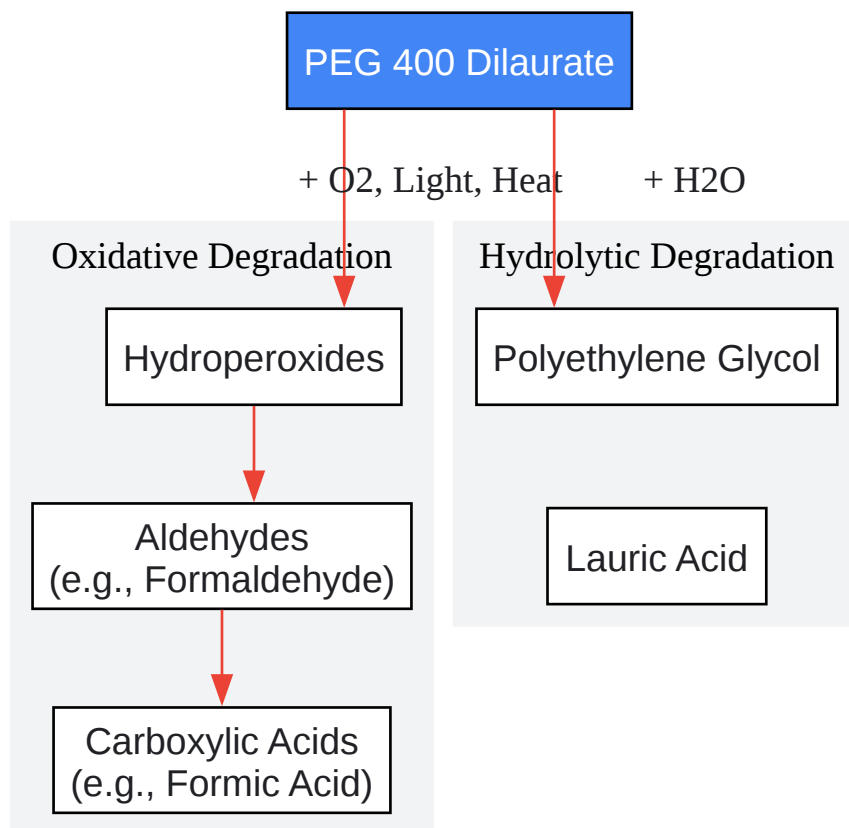 PEG 400 Dilaurate
+ O2, Light, Heat
+ H2O
Oxidative Degradation
Hydroperoxides
Aldehydes
(e.g., Formaldehyde)
Carboxylic Acids
(e.g., Formic Acid)
Hydrolytic Degradation
Polyethylene Glycol
Lauric Acid